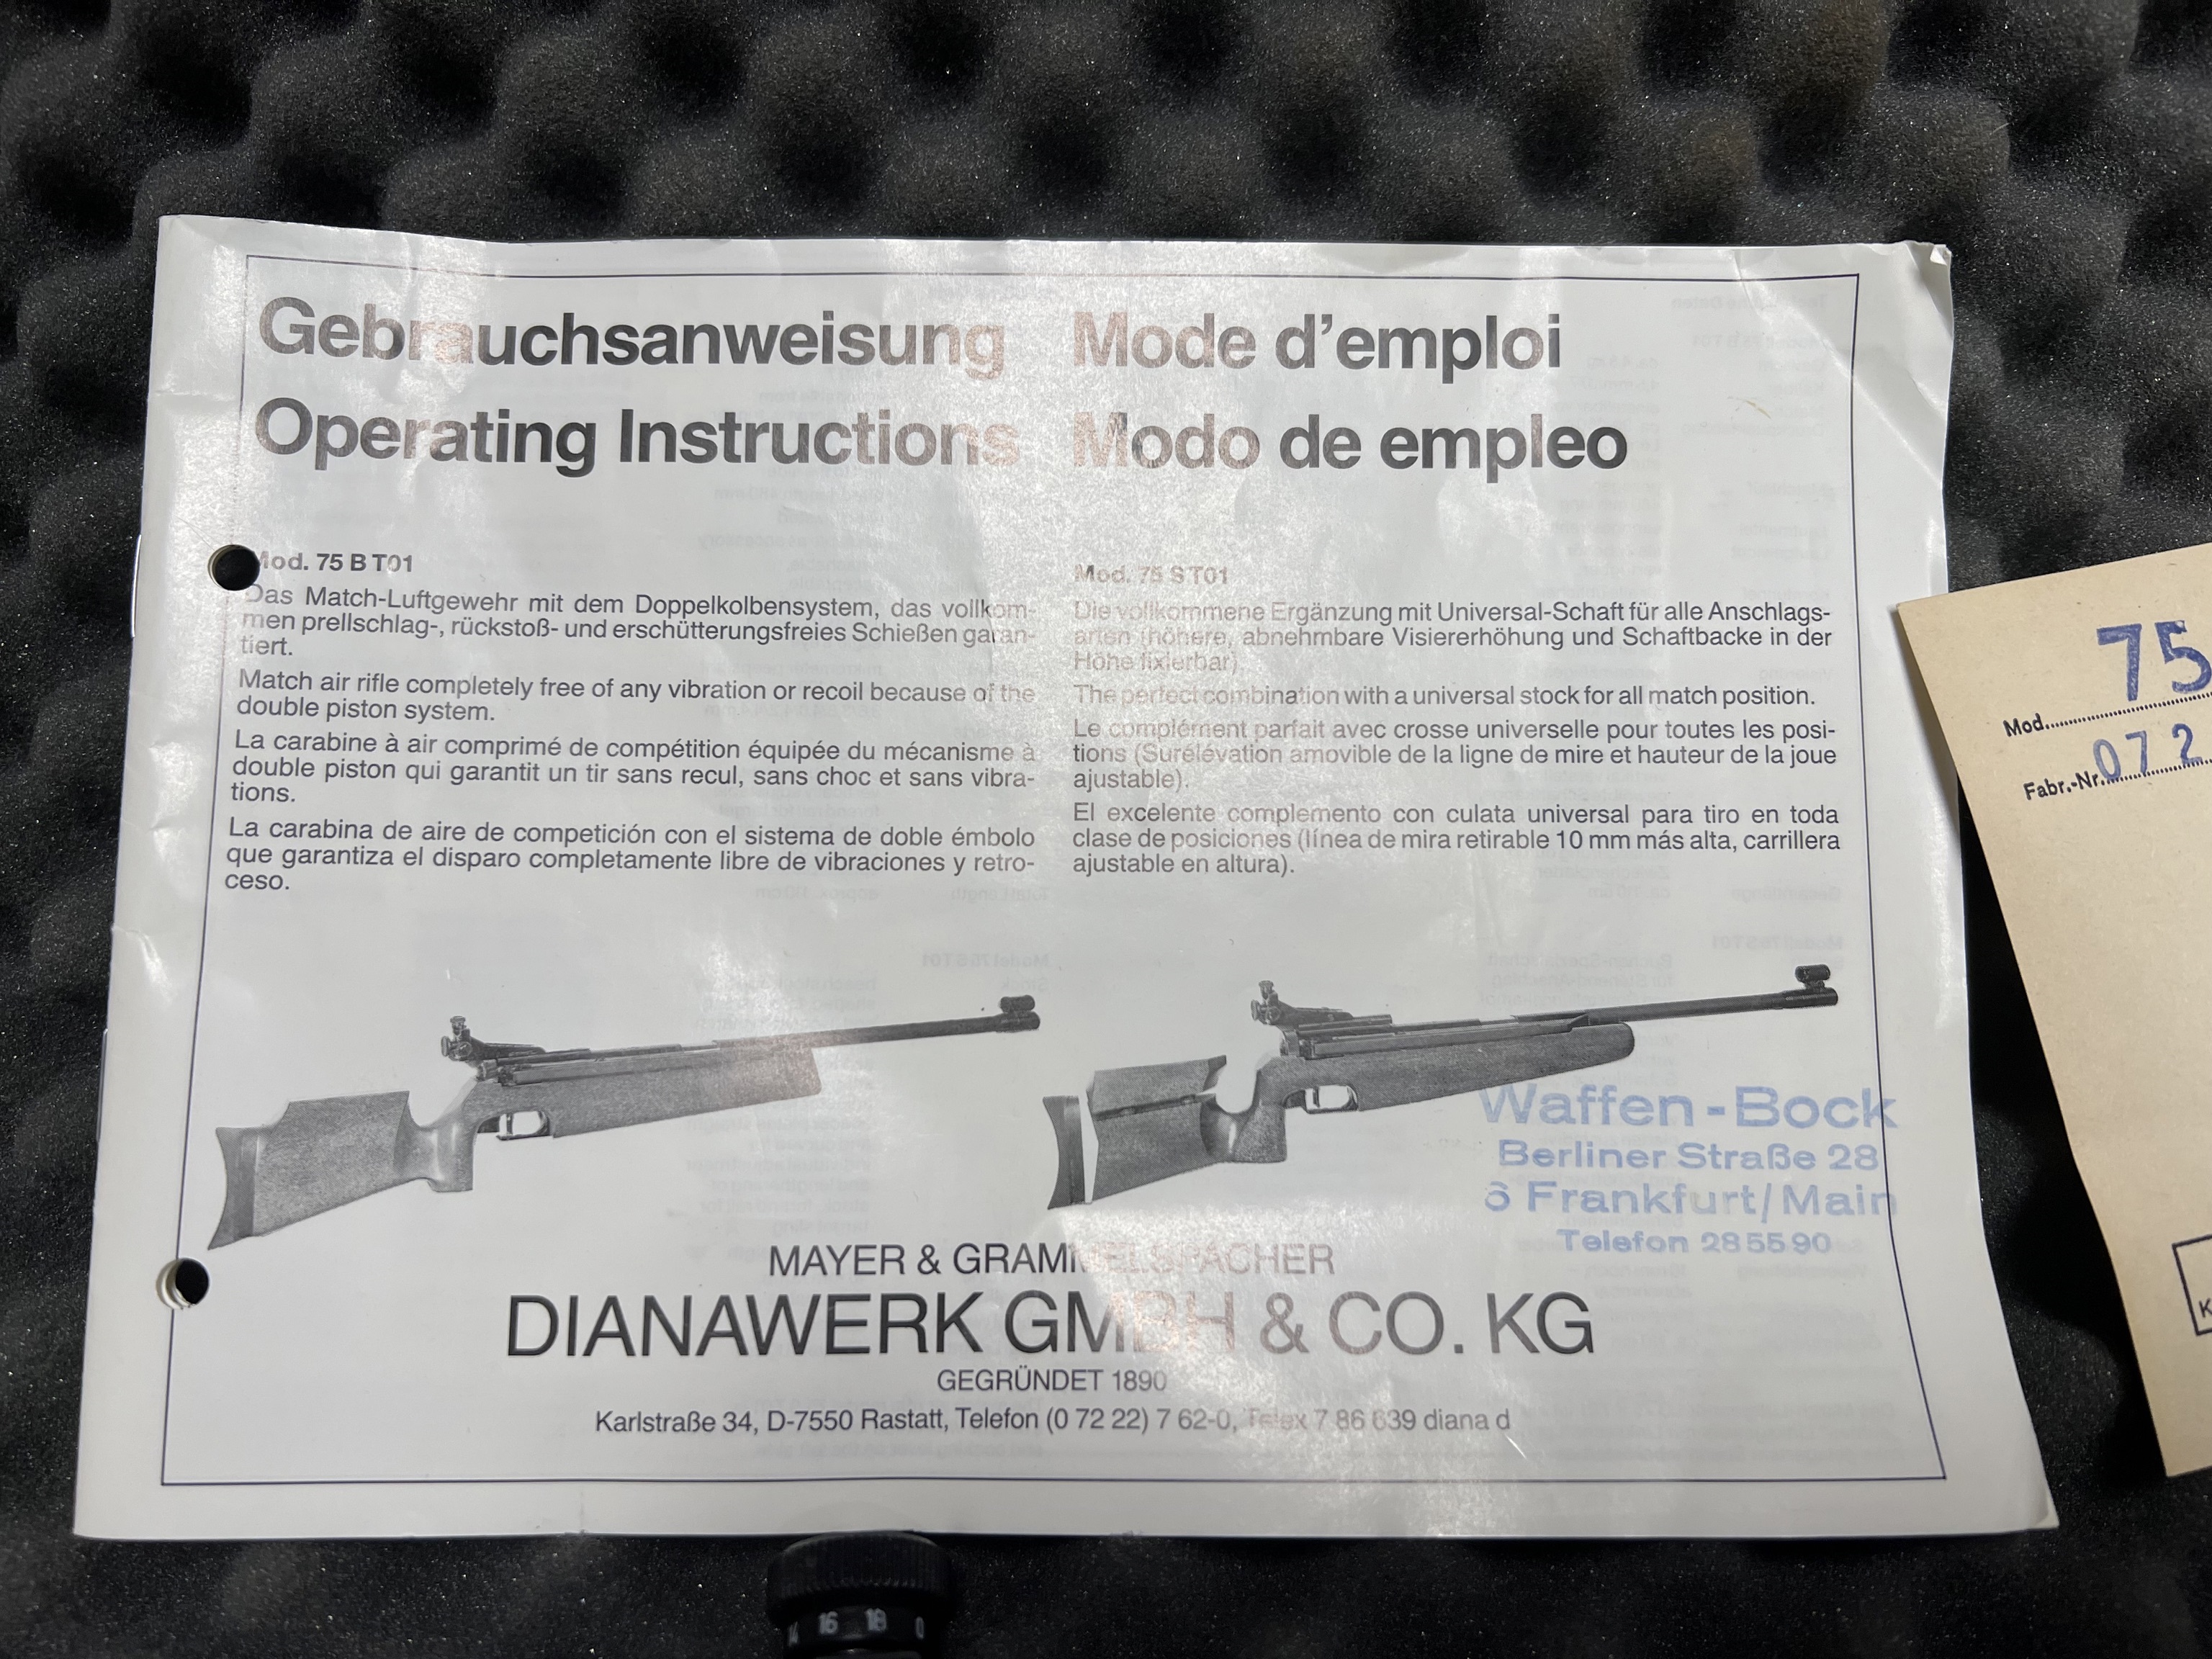 Gebrauchsanweisung
Operating Instructions
Mode d'emploi
Modo de empleo
Mod. 75 B T01
Das Match-Luftgewehr mit dem Doppelkolbensystem, das vollkom-
men prellschlag-, rückstoß- und erschütterungsfreies Schießen garan-
tiert.
Match air rifle completely free of any vibration or recoil because of the
double piston system.
La carabine à air comprimé de compétition équipée du mécanisme à
double piston qui garantit un tir sans recul, sans choc et sans vibra-
tions.
La carabina de aire de competición con el sistema de doble émbolo
que garantiza el disparo completamente libre de vibraciones y retro-
ceso.
Mod. 75 S T01
Die vollkommene Ergänzung mit Universal-Schaft für alle Anschlags-
arten (höhere, abnehmbare Visiererhöhung und Schaftbacke in der
Höhe fixierbar).
The perfect combination with a universal stock for all match position.
Le complément parfait avec crosse universelle pour toutes les posi-
tions (Surélévation amovible de la ligne de mire et hauteur de la joue
ajustable).
El excelente complemento con culata universal para tiro en toda
clase de posiciones (línea de mira retirable 10 mm más alta, carrillera
ajustable en altura).
Waffen-Bock
Berliner Straße 28
6 Frankfurt/Main
Telefon 28 55 90
MAYER & GRAMMELSPACHER
DIANAWERK GMBH & CO. KG
GEGRÜNDET 1890
Karlstraße 34, D-7550 Rastatt, Telefon (0 72 22) 7 62-0, Telex 7 86 639 diana d
Mod. 75
Fabr.-Nr. 072
K
14 16 18 0